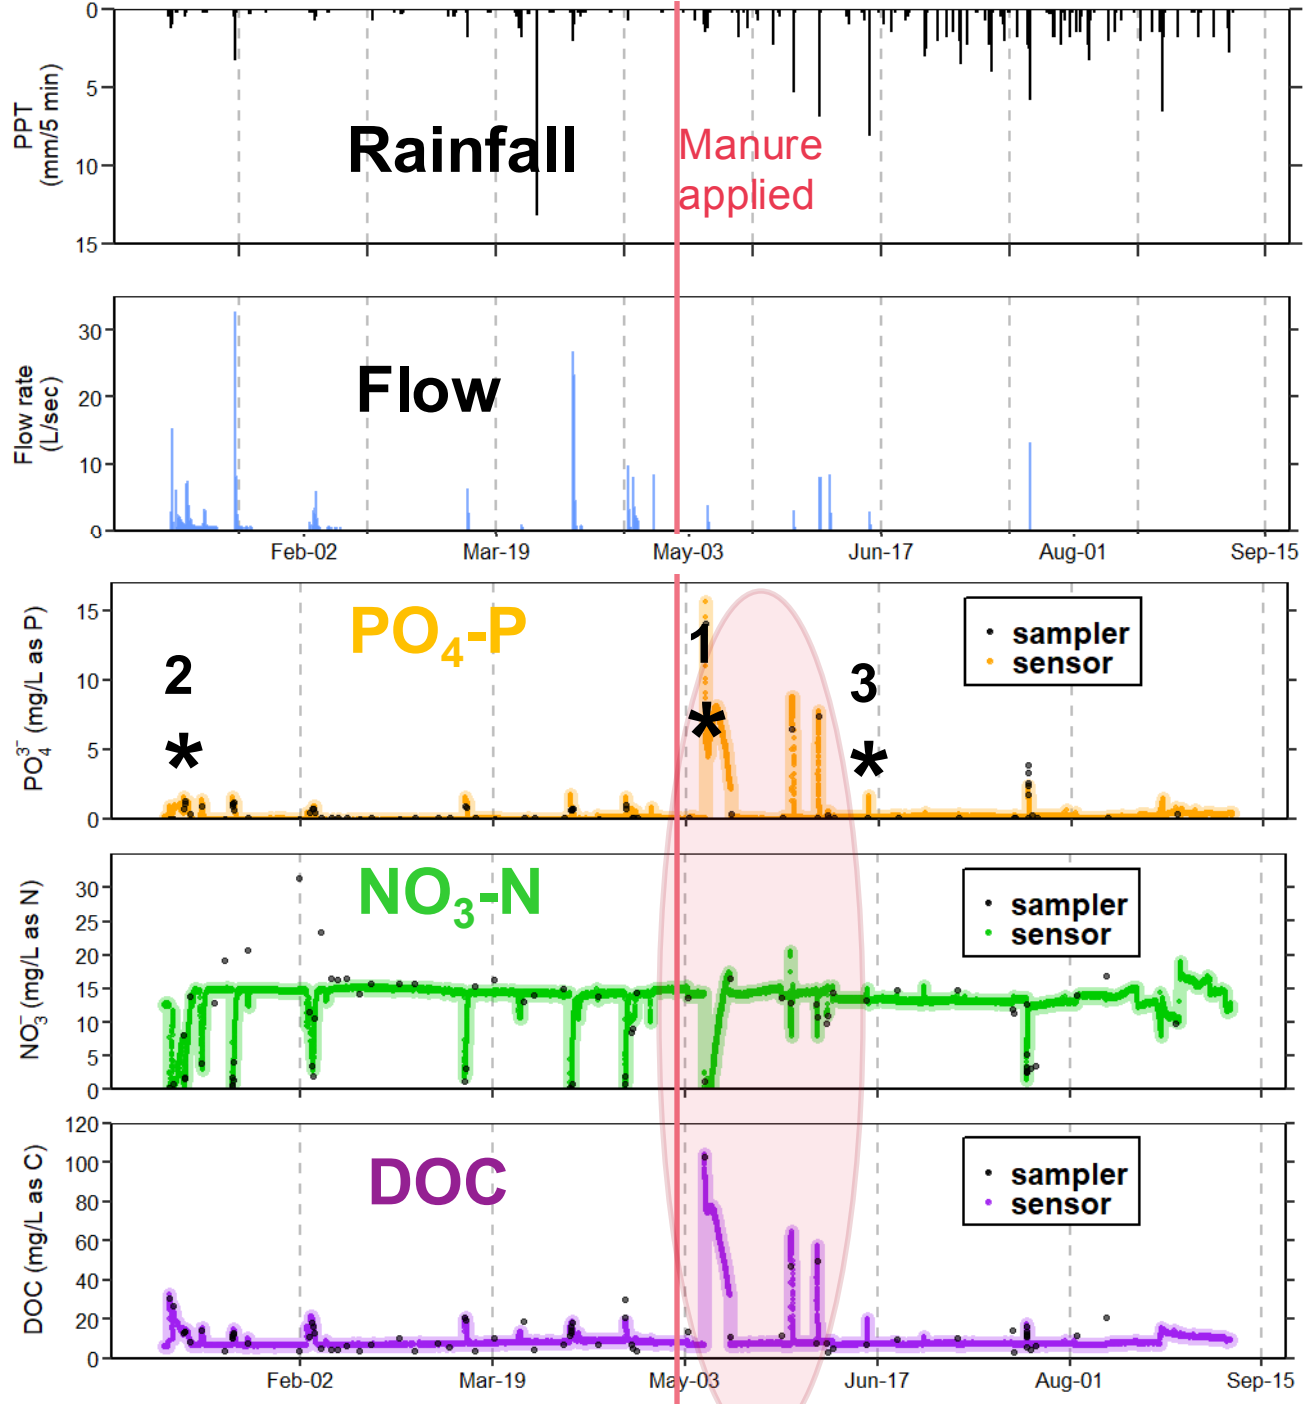 0
5
10
15
PPT
(mm/5 min)
Rainfall
Manure
applied
30
20
10
0
Flow rate
(L/sec)
Flow
Feb-02
Mar-19
May-03
Jun-17
Aug-01
Sep-15
15
10
5
0
PO₄³⁻ (mg/L as P)
PO₄-P
2
*
1
*
3
*
sampler
sensor
30
25
20
15
10
5
0
NO₃⁻ (mg/L as N)
NO₃-N
sampler
sensor
120
100
80
60
40
20
0
DOC (mg/L as C)
DOC
sampler
sensor
Feb-02
Mar-19
May-03
Jun-17
Aug-01
Sep-15